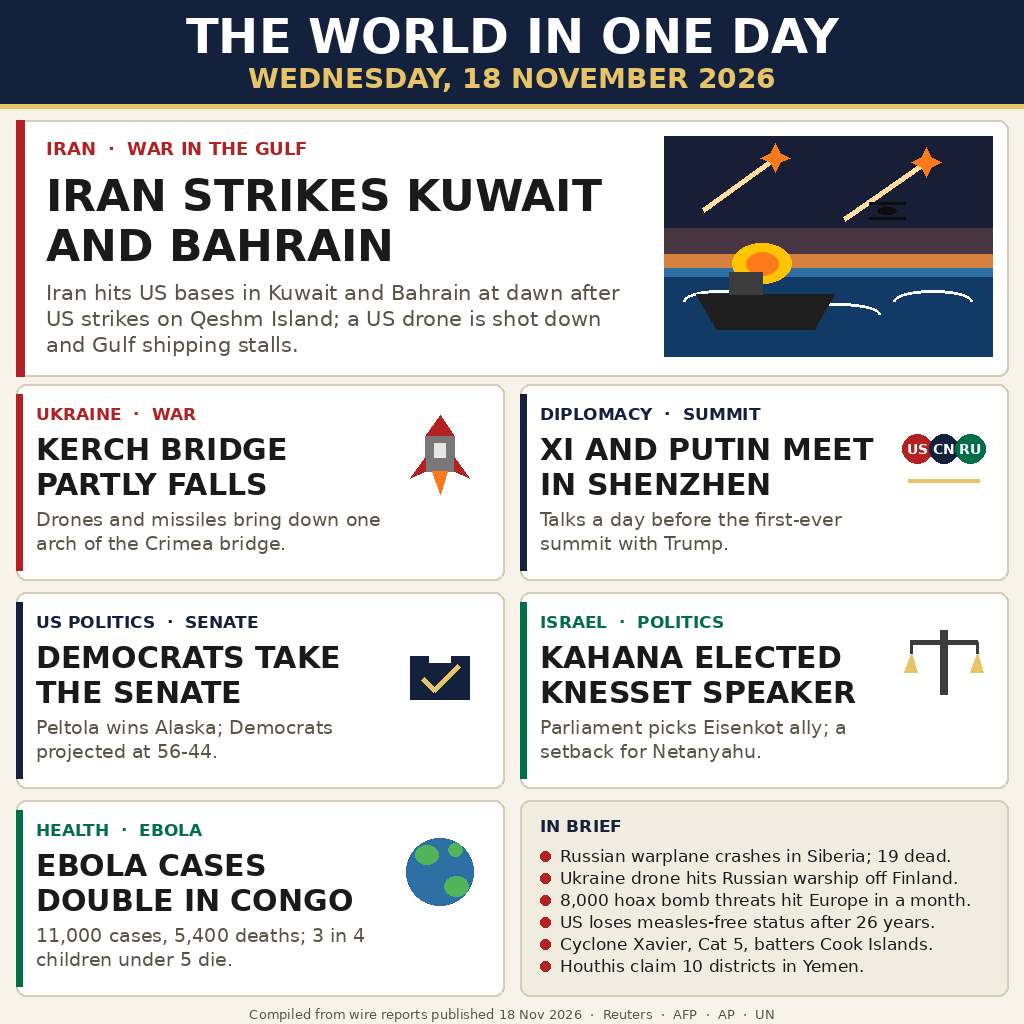 THE WORLD IN ONE DAY
WEDNESDAY, 18 NOVEMBER 2026
IRAN · WAR IN THE GULF
IRAN STRIKES KUWAIT
AND BAHRAIN
Iran hits US bases in Kuwait and Bahrain at dawn after
US strikes on Qeshm Island; a US drone is shot down
and Gulf shipping stalls.
UKRAINE · WAR
KERCH BRIDGE
PARTLY FALLS
Drones and missiles bring down one
arch of the Crimea bridge.
DIPLOMACY · SUMMIT
XI AND PUTIN MEET
IN SHENZHEN
Talks a day before the first-ever
summit with Trump.
US CN RU
US POLITICS · SENATE
DEMOCRATS TAKE
THE SENATE
Peltola wins Alaska; Democrats
projected at 56-44.
ISRAEL · POLITICS
KAHANA ELECTED
KNESSET SPEAKER
Parliament picks Eisenkot ally; a
setback for Netanyahu.
HEALTH · EBOLA
EBOLA CASES
DOUBLE IN CONGO
11,000 cases, 5,400 deaths; 3 in 4
children under 5 die.
IN BRIEF
Russian warplane crashes in Siberia; 19 dead.
Ukraine drone hits Russian warship off Finland.
8,000 hoax bomb threats hit Europe in a month.
US loses measles-free status after 26 years.
Cyclone Xavier, Cat 5, batters Cook Islands.
Houthis claim 10 districts in Yemen.
Compiled from wire reports published 18 Nov 2026 · Reuters · AFP · AP · UN